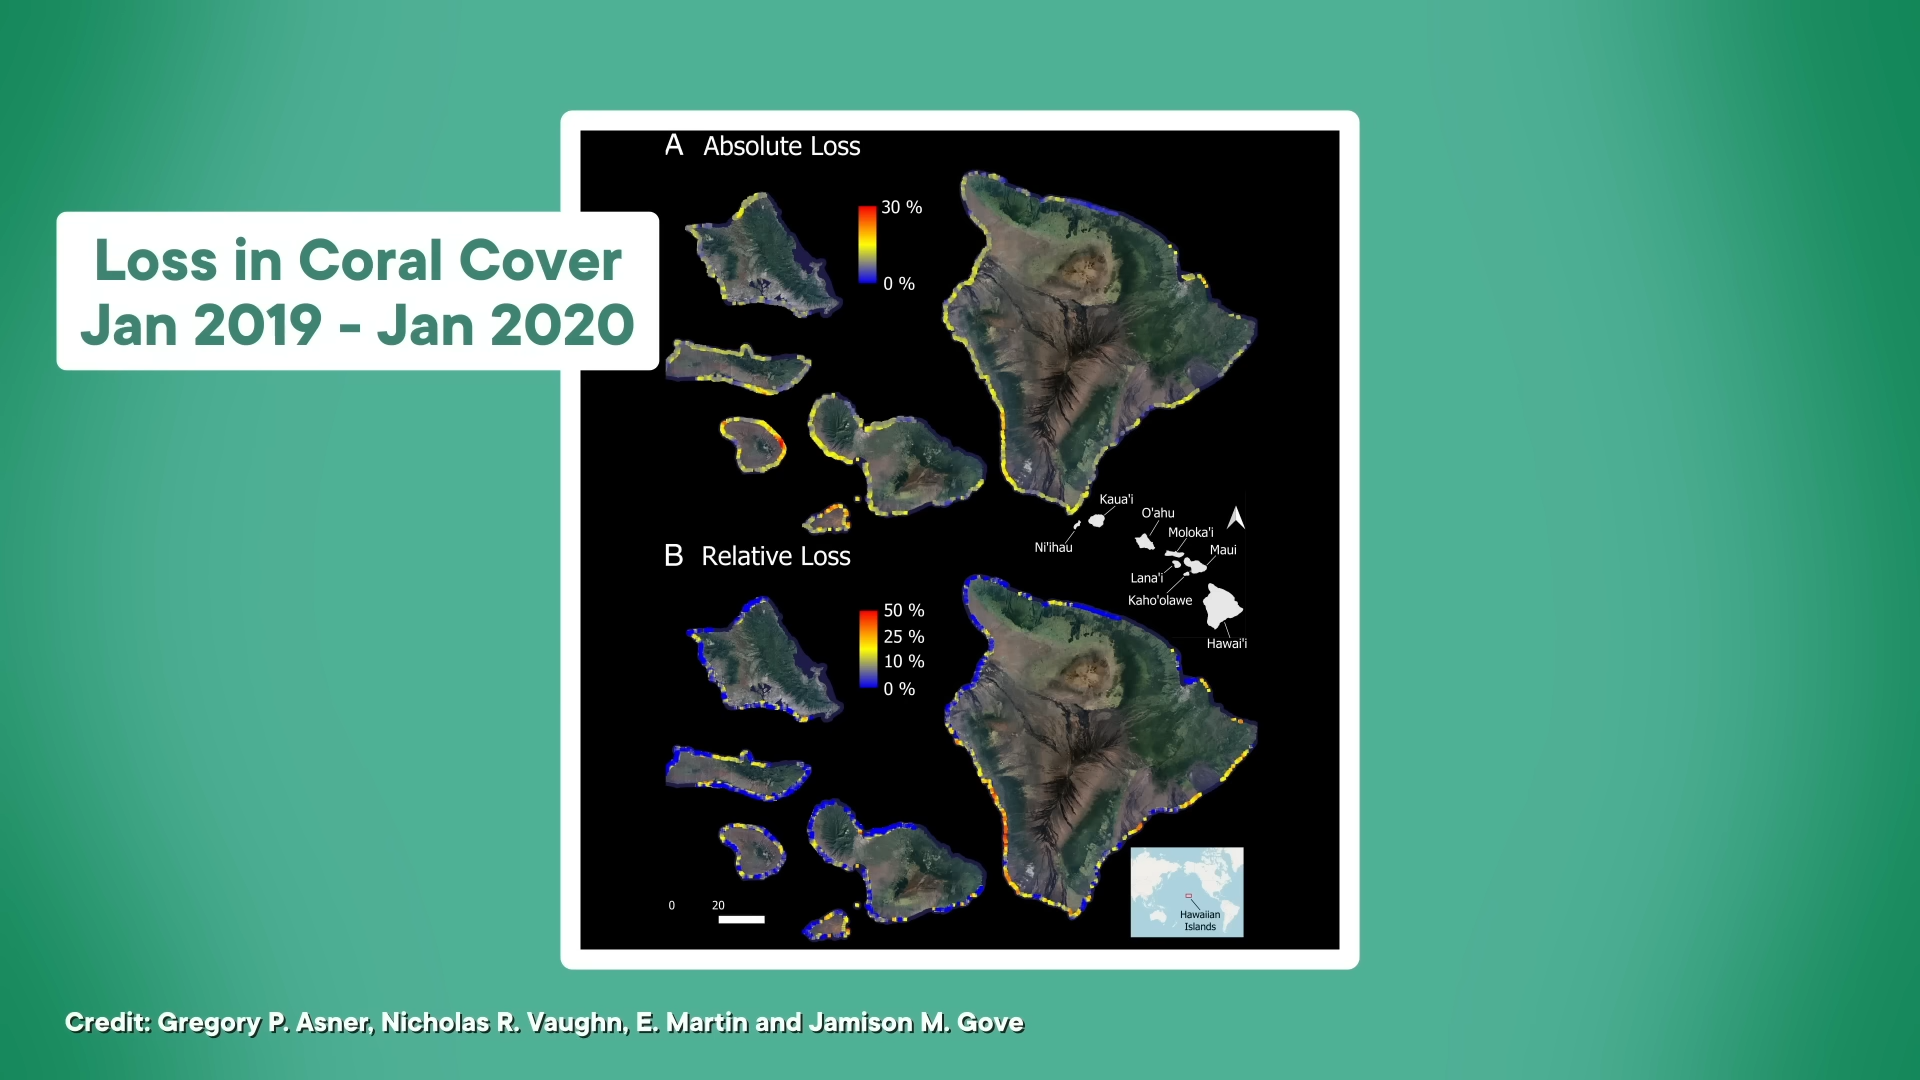 A Absolute Loss
30 %
0 %
Loss in Coral Cover
Jan 2019 - Jan 2020
Kaua'i
O'ahu
Moloka'i
Maui
Ni'ihau
Lana'i
Kaho'olawe
Hawai'i
B Relative Loss
50 %
25 %
10 %
0 %
0 20
Hawaiian
Islands
Credit: Gregory P. Asner, Nicholas R. Vaughn, E. Martin and Jamison M. Gove